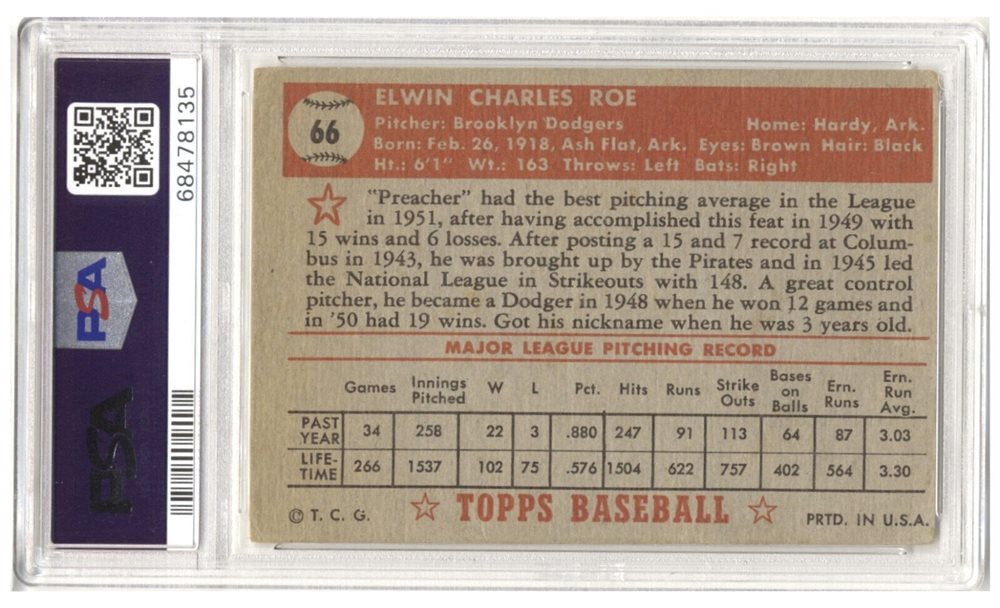 PSA
PSA
68478135
66
ELWIN CHARLES ROE
Pitcher: Brooklyn Dodgers Home: Hardy, Ark.
Born: Feb. 26, 1918, Ash Flat, Ark. Eyes: Brown Hair: Black
Ht.: 6'1" Wt.: 163 Throws: Left Bats: Right
"Preacher" had the best pitching average in the League
in 1951, after having accomplished this feat in 1949 with
15 wins and 6 losses. After posting a 15 and 7 record at Colum-
bus in 1943, he was brought up by the Pirates and in 1945 led
the National League in Strikeouts with 148. A great control
pitcher, he became a Dodger in 1948 when he won 12 games and
in '50 had 19 wins. Got his nickname when he was 3 years old.
MAJOR LEAGUE PITCHING RECORD
Games Innings Pitched W L Pct. Hits Runs Strike Outs Bases on Balls Ern. Runs Ern. Run Avg.
PAST YEAR 34 258 22 3 .880 247 91 113 64 87 3.03
LIFE-TIME 266 1537 102 75 .576 1504 622 757 402 564 3.30
© T. C. G. TOPPS BASEBALL PRTD. IN U.S.A.